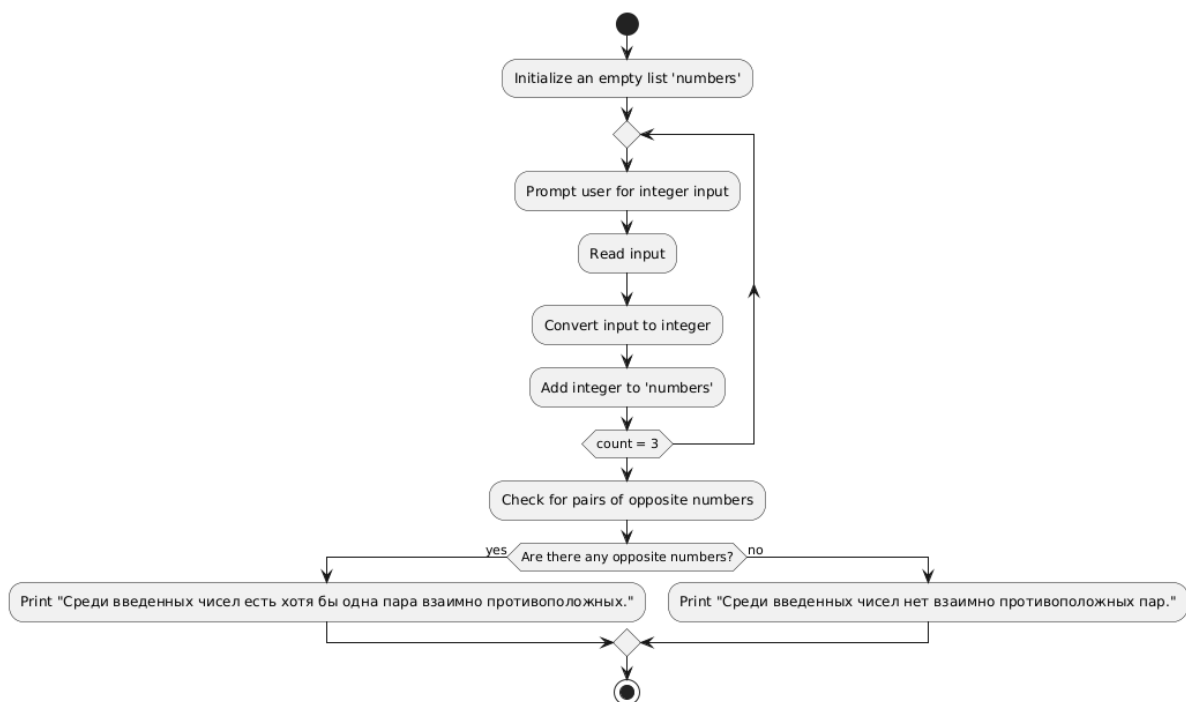 Initialize an empty list 'numbers'
Prompt user for integer input
Read input
Convert input to integer
Add integer to 'numbers'
count = 3
Check for pairs of opposite numbers
yes
Are there any opposite numbers?
no
Print "Среди введенных чисел есть хотя бы одна пара взаимно противоположных."
Print "Среди введенных чисел нет взаимно противоположных пар."